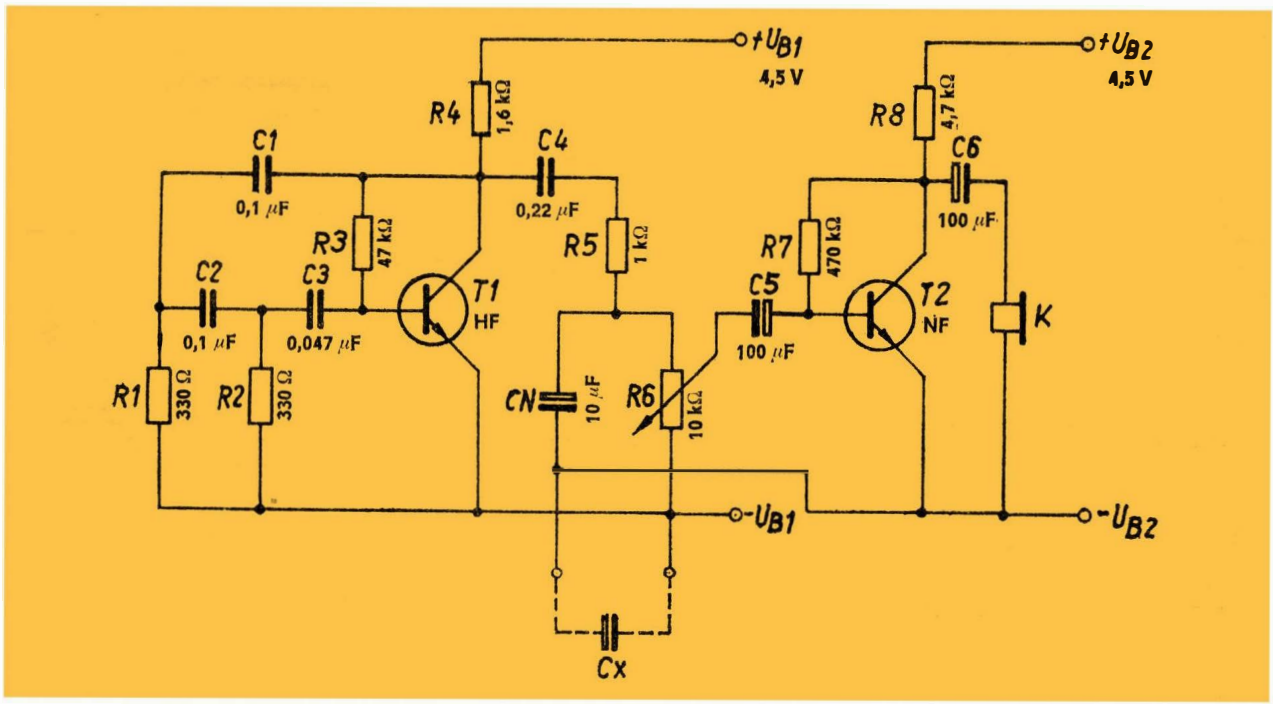 +UB1
4,5 V
+UB2
4,5 V
R4
1,6 kΩ
R8
4,7 kΩ
C1
0,1 µF
C4
0,22 µF
C6
100 µF
R3
47 kΩ
R5
1 kΩ
R7
470 kΩ
C2
0,1 µF
C3
0,047 µF
T1
HF
C5
100 µF
T2
NF
K
R1
330 Ω
R2
330 Ω
CN
10 µF
R6
10 kΩ
-UB1
-UB2
Cx